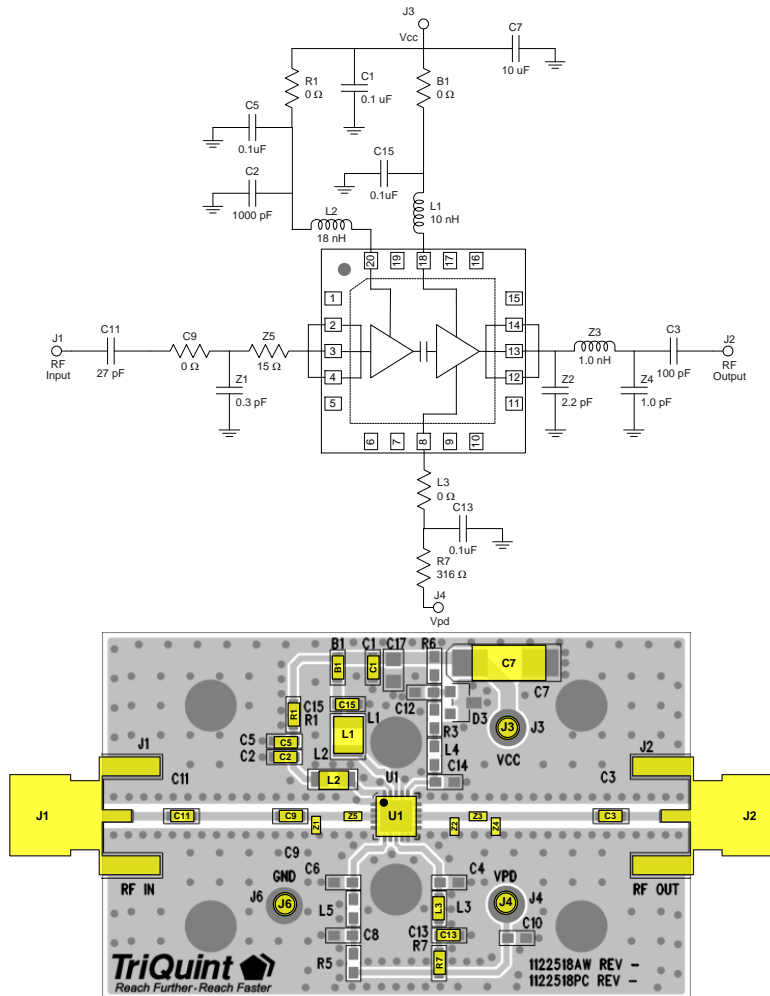 J3
Vcc
C7
10 uF
R1
0 Ω
C1
0.1 uF
B1
0 Ω
C5
0.1uF
C15
0.1uF
C2
1000 pF
L2
18 nH
L1
10 nH
20 19 18 17 16
1 15
2 14
3 13
4 12
5 11
6 7 8 9 10
J1
RF
Input
C11
27 pF
C9
0 Ω
Z5
15 Ω
Z1
0.3 pF
Z3
1.0 nH
C3
100 pF
J2
RF
Output
Z2
2.2 pF
Z4
1.0 pF
L3
0 Ω
C13
0.1uF
R7
316 Ω
J4
Vpd
B1 C1 C17 R6
B1 C1 C7
C7
C12
C15
C15
R1
R1
L1
L1
D3
R3
J3
J3
VCC
C5
C5
C2
C2
L2
L2
L4
C14
J1
J2
C11
U1
C3
J1
C11
C9
Z1
Z5
U1
Z2
Z3
Z4
C3
J2
RF IN
C9
GND
C6
C4
VPD
RF OUT
J6
J6
L5
L3
L3
J4
J4
C8
C13
C13
C10
R5
R7
R7
TriQuint
Reach Further-Reach Faster
1122518AW REV -
1122518PC REV -